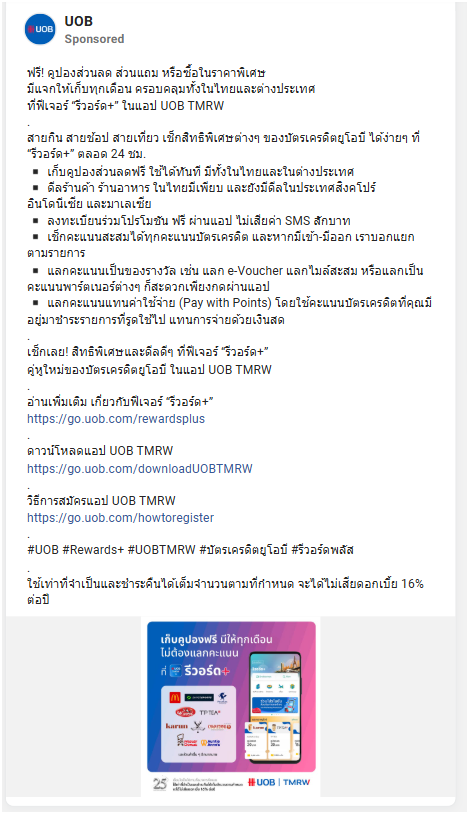 UOB
UOB
Sponsored
ฟรี! คูปองส่วนลด ส่วนแถม หรือซื้อในราคาพิเศษ
มีแจกให้เก็บทุกเดือน ครอบคลุมทั้งในไทยและต่างประเทศ
ที่ฟีเจอร์ “รีวอร์ด+” ในแอป UOB TMRW
.
สายกิน สายช้อป สายเที่ยว เช็กสิทธิพิเศษต่างๆ ของบัตรเครดิตยูโอบี ได้ง่ายๆ ที่
“รีวอร์ด+” ตลอด 24 ชม.
▪ เก็บคูปองส่วนลดฟรี ใช้ได้ทันที มีทั้งในไทยและในต่างประเทศ
▪ ดีลร้านค้า ร้านอาหาร ในไทยมีเพียบ และยังมีดีลในประเทศสิงคโปร์
อินโดนีเซีย และมาเลเซีย
▪ ลงทะเบียนร่วมโปรโมชัน ฟรี ผ่านแอป ไม่เสียค่า SMS สักบาท
▪ เช็กคะแนนสะสมได้ทุกคะแนนบัตรเครดิต และหากมีเข้า-มีออก เราบอกแยก
ตามรายการ
▪ แลกคะแนนเป็นของรางวัล เช่น แลก e-Voucher แลกไมล์สะสม หรือแลกเป็น
คะแนนพาร์ตเนอร์ต่างๆ ก็สะดวกเพียงกดผ่านแอป
▪ แลกคะแนนแทนค่าใช้จ่าย (Pay with Points) โดยใช้คะแนนบัตรเครดิตที่คุณมี
อยู่มาชำระรายการที่รูดใช้ไป แทนการจ่ายด้วยเงินสด
.
เช็กเลย! สิทธิพิเศษและดีลดีๆ ที่ฟีเจอร์ “รีวอร์ด+”
คู่หูใหม่ของบัตรเครดิตยูโอบี ในแอป UOB TMRW
.
อ่านเพิ่มเติม เกี่ยวกับฟีเจอร์ “รีวอร์ด+”
https://go.uob.com/rewardsplus
.
ดาวน์โหลดแอป UOB TMRW
https://go.uob.com/downloadUOBTMRW
.
วิธีการสมัครแอป UOB TMRW
https://go.uob.com/howtoregister
.
#UOB #Rewards+ #UOBTMRW #บัตรเครดิตยูโอบี #รีวอร์ดพลัส
.
ใช้เท่าที่จำเป็นและชำระคืนได้เต็มจำนวนตามที่กำหนด จะได้ไม่เสียดอกเบี้ย 16%
ต่อปี
เก็บคูปองฟรี มีให้ทุกเดือน
ไม่ต้องแลกคะแนน
ที่ รีวอร์ด+
karun
25
UOB | TMRW